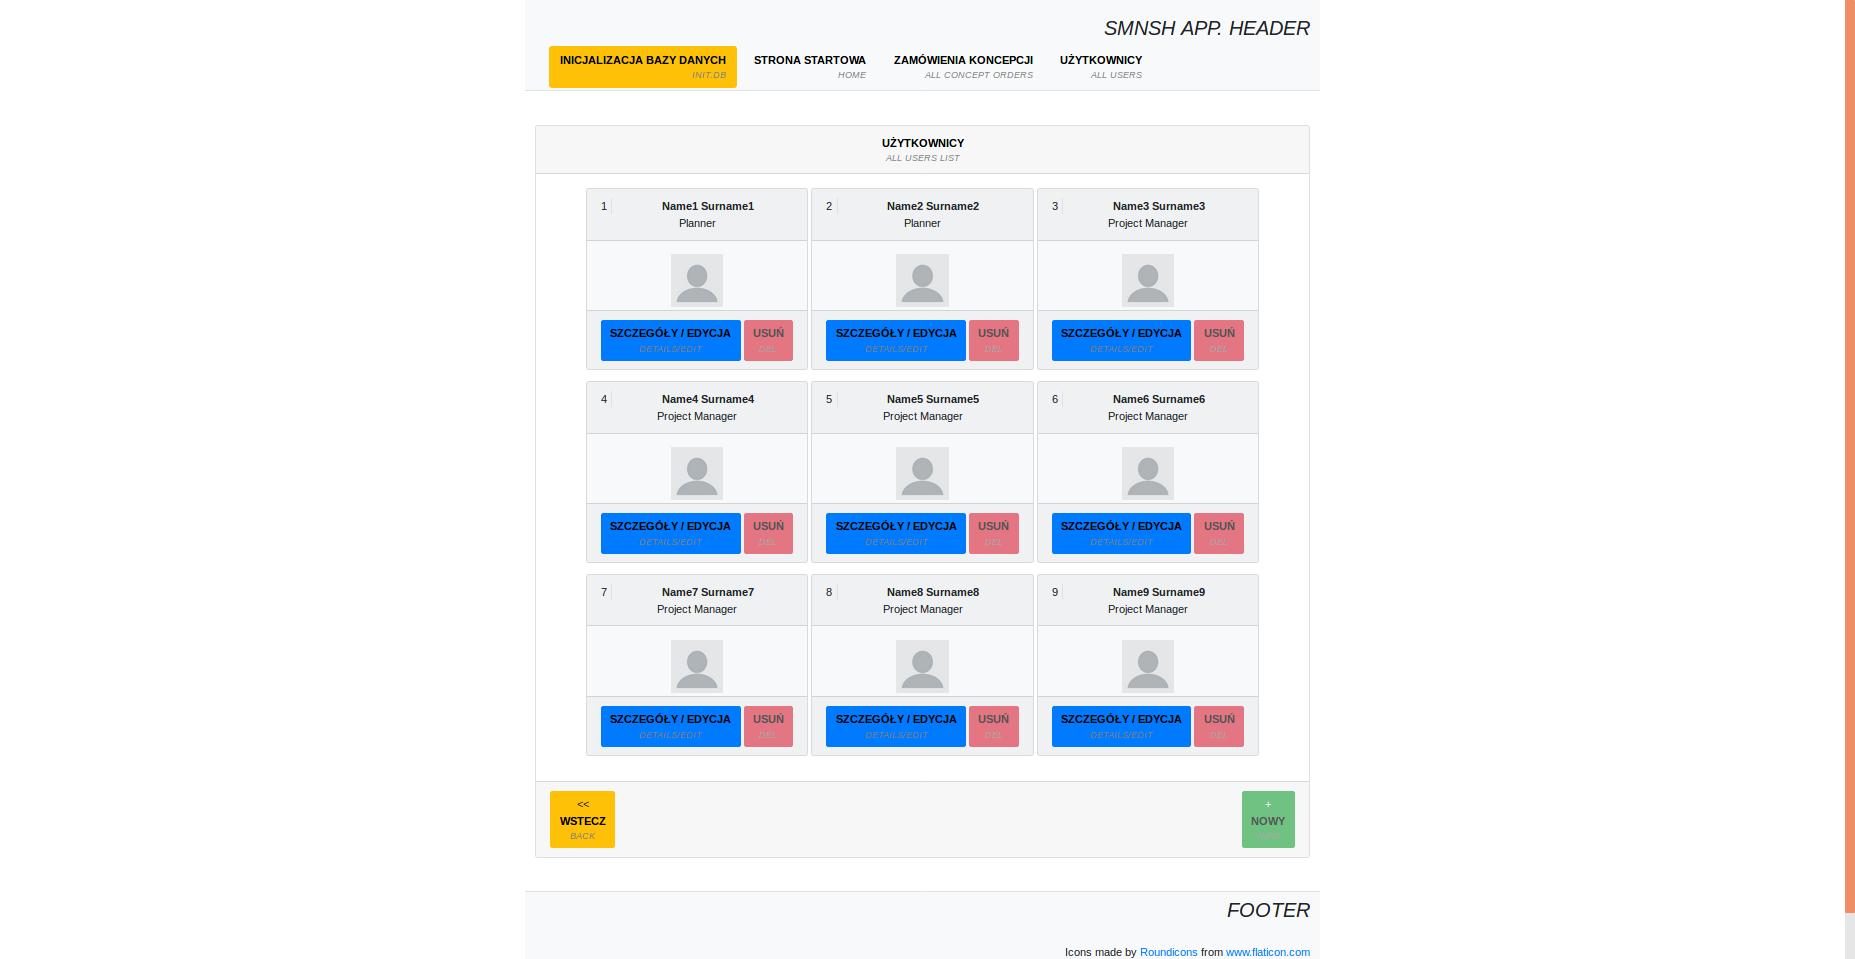 SMNSH APP. HEADER
INICJALIZACJA BAZY DANYCH STRONA STARTOWA ZAMÓWIENIA KONCEPCJI UŻYTKOWNICY
INIT.DB HOME ALL CONCEPT ORDERS ALL USERS
UŻYTKOWNICY
ALL USERS LIST
1 Name1 Surname1 2 Name2 Surname2 3 Name3 Surname3
Planner Planner Project Manager
SZCZEGÓŁY / EDYCJA USUŃ SZCZEGÓŁY / EDYCJA USUŃ SZCZEGÓŁY / EDYCJA USUŃ
DETAILS/EDIT DEL DETAILS/EDIT DEL DETAILS/EDIT DEL
4 Name4 Surname4 5 Name5 Surname5 6 Name6 Surname6
Project Manager Project Manager Project Manager
SZCZEGÓŁY / EDYCJA USUŃ SZCZEGÓŁY / EDYCJA USUŃ SZCZEGÓŁY / EDYCJA USUŃ
DETAILS/EDIT DEL DETAILS/EDIT DEL DETAILS/EDIT DEL
7 Name7 Surname7 8 Name8 Surname8 9 Name9 Surname9
Project Manager Project Manager Project Manager
SZCZEGÓŁY / EDYCJA USUŃ SZCZEGÓŁY / EDYCJA USUŃ SZCZEGÓŁY / EDYCJA USUŃ
DETAILS/EDIT DEL DETAILS/EDIT DEL DETAILS/EDIT DEL
<< +
WSTECZ NOWY
BACK
FOOTER
Icons made by Roundicons from www.flaticon.com